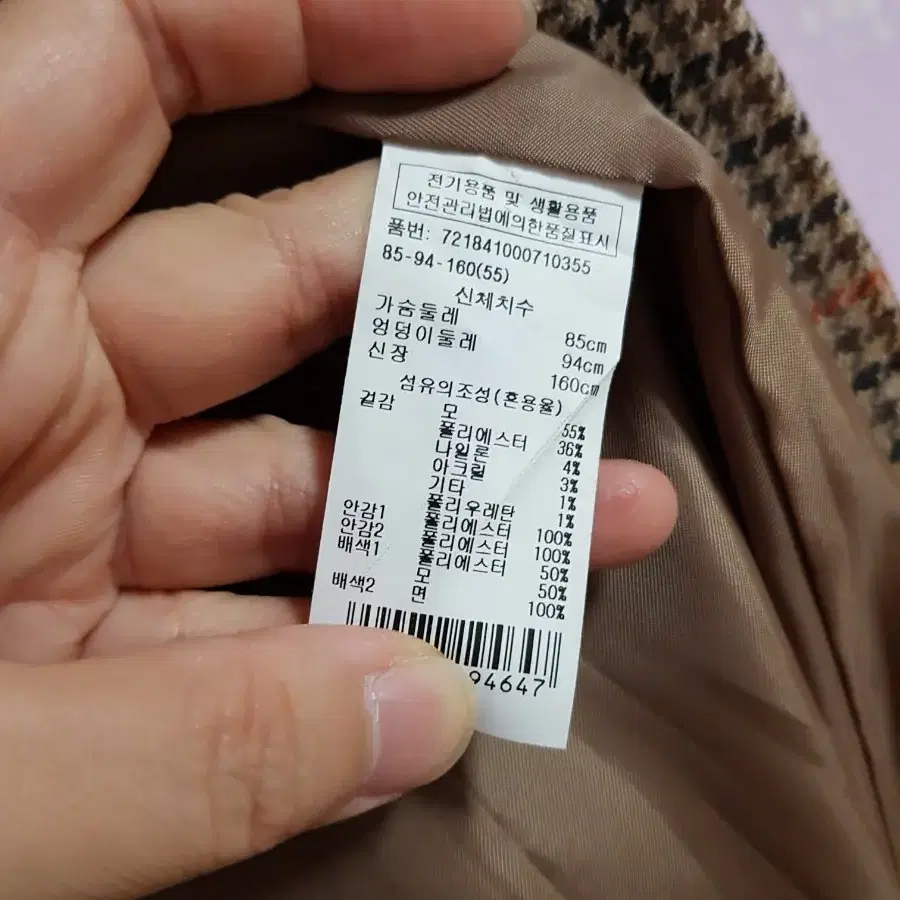 전기용품 및 생활용품
안전관리법에의한품질표시
품번: 721841000710355
85-94-160(55)
신체치수
가슴둘레 85cm
엉덩이둘레 94cm
신장 160cm
섬유의조성(혼용율)
겉감 모 55%
폴리에스터 36%
나일론 4%
아크릴 3%
기타 1%
폴리우레탄 1%
안감1 폴리에스터 100%
안감2 폴리에스터 100%
배색1 폴리에스터 50%
모 50%
배색2 면 100%
94647